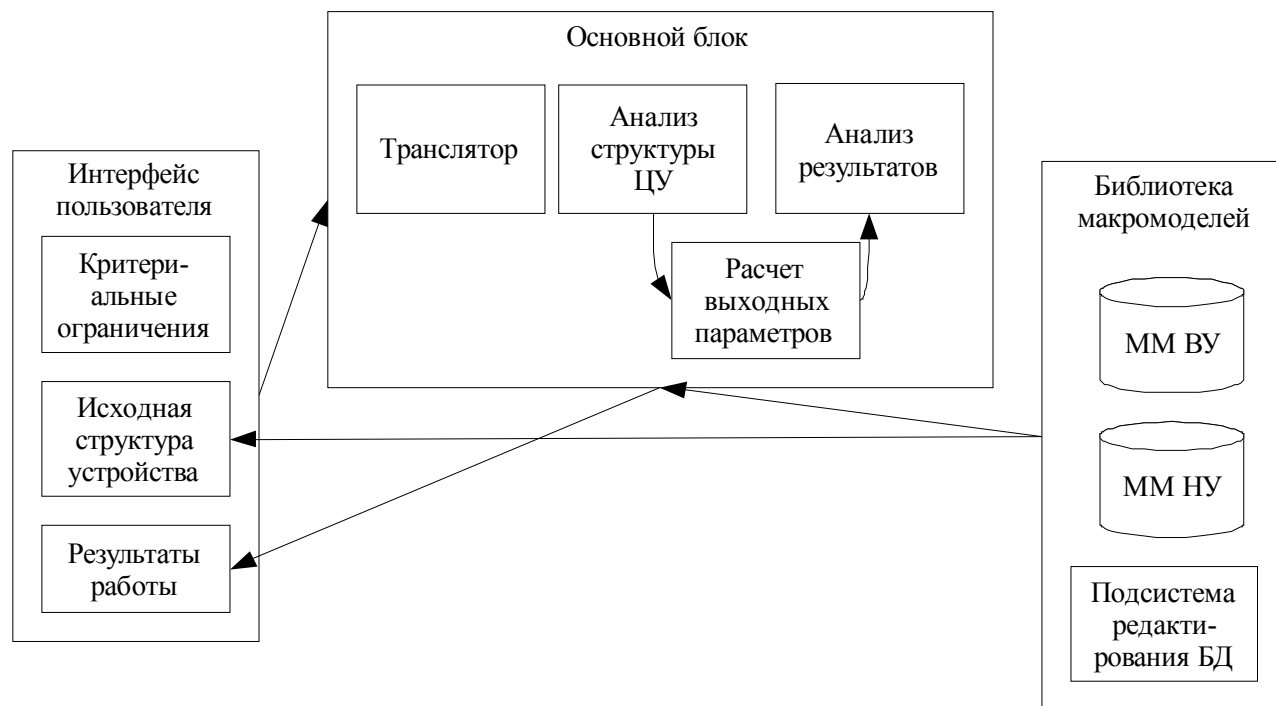 Основной блок
Транслятор
Анализ
структуры
ЦУ
Анализ
результатов
Расчет
выходных
параметров
Интерфейс
пользователя
Критери-
альные
ограничения
Исходная
структура
устройства
Результаты
работы
Библиотека
макромоделей
ММ ВУ
ММ НУ
Подсистема
редакти-
рования БД